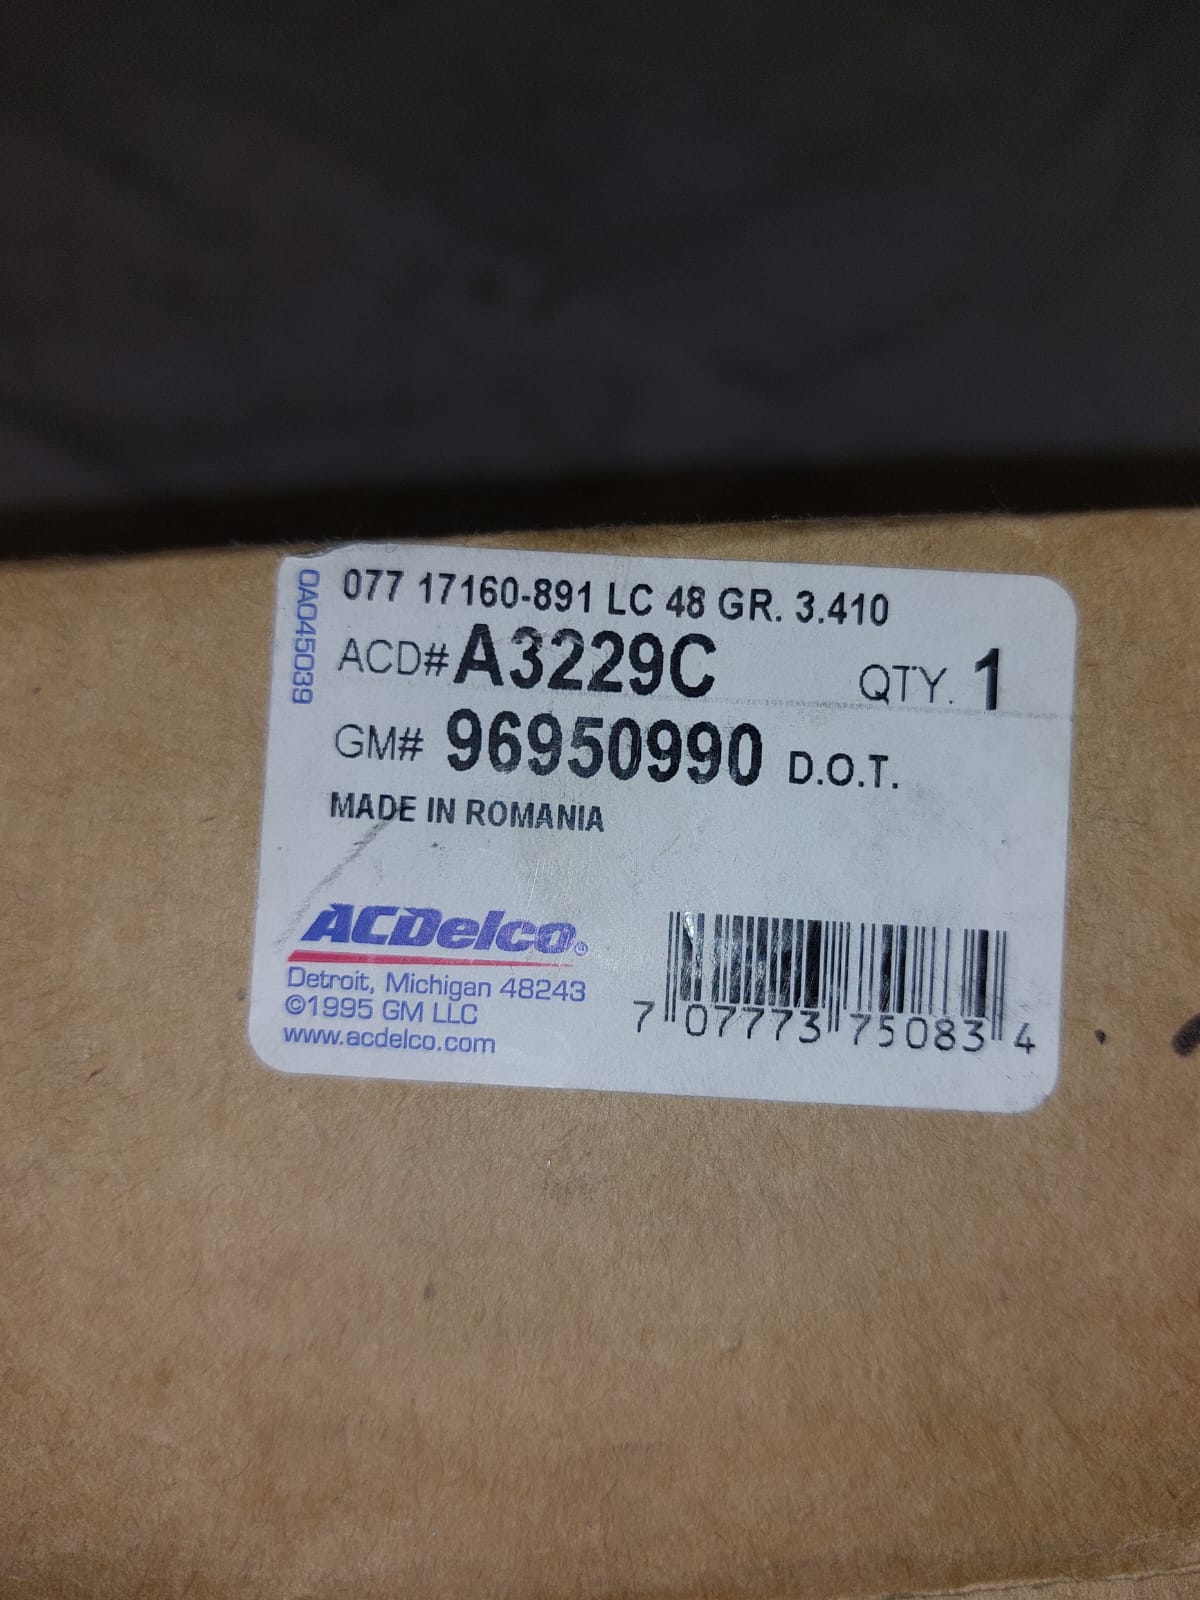 0A045039
077 17160-891 LC 48 GR. 3.410
ACD# A3229C QTY. 1
GM# 96950990 D.O.T.
MADE IN ROMANIA
ACDelco®
Detroit, Michigan 48243
©1995 GM LLC
www.acdelco.com
7 07773 75083 4